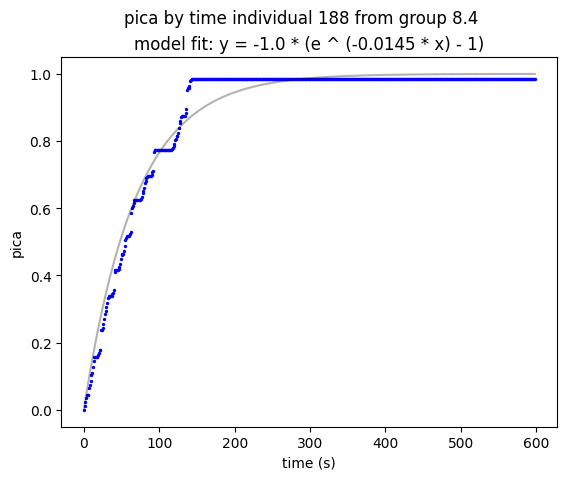 pica by time individual 188 from group 8.4
model fit: y = -1.0 * (e ^ (-0.0145 * x) - 1)
1.0
0.8
0.6
0.4
0.2
0.0
pica
0 100 200 300 400 500 600
time (s)